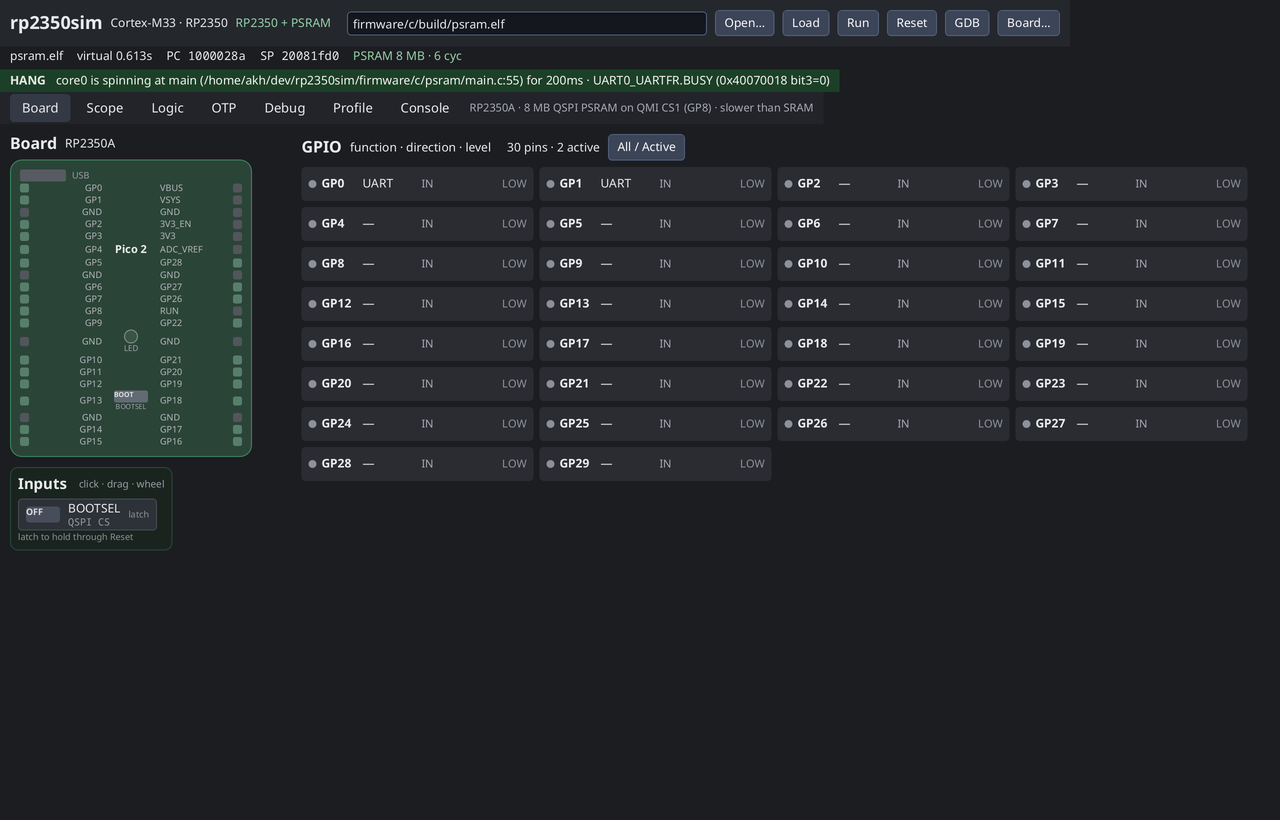 rp2350sim Cortex-M33 · RP2350 RP2350 + PSRAM firmware/c/build/psram.elf Open... Load Run Reset GDB Board...
psram.elf virtual 0.613s PC 1000028a SP 20081fd0 PSRAM 8 MB · 6 cyc
HANG core0 is spinning at main (/home/akh/dev/rp2350sim/firmware/c/psram/main.c:55) for 200ms · UART0_UARTFR.BUSY (0x40070018 bit3=0)
Board Scope Logic OTP Debug Profile Console RP2350A · 8 MB QSPI PSRAM on QMI CS1 (GP8) · slower than SRAM
Board RP2350A
USB
GP0 VBUS
GP1 VSYS
GND GND
GP2 3V3_EN
GP3 3V3
GP4 Pico 2 ADC_VREF
GP5 GP28
GND GND
GP6 GP27
GP7 GP26
GP8 RUN
GP9 GP22
GND GND
LED
GP10 GP21
GP11 GP20
GP12 GP19
GP13 BOOT GP18
BOOTSEL
GND GND
GP14 GP17
GP15 GP16
Inputs click · drag · wheel
OFF BOOTSEL latch
QSPI CS
latch to hold through Reset
GPIO function · direction · level 30 pins · 2 active All / Active
GP0 UART IN LOW GP1 UART IN LOW GP2 — IN LOW GP3 — IN LOW
GP4 — IN LOW GP5 — IN LOW GP6 — IN LOW GP7 — IN LOW
GP8 — IN LOW GP9 — IN LOW GP10 — IN LOW GP11 — IN LOW
GP12 — IN LOW GP13 — IN LOW GP14 — IN LOW GP15 — IN LOW
GP16 — IN LOW GP17 — IN LOW GP18 — IN LOW GP19 — IN LOW
GP20 — IN LOW GP21 — IN LOW GP22 — IN LOW GP23 — IN LOW
GP24 — IN LOW GP25 — IN LOW GP26 — IN LOW GP27 — IN LOW
GP28 — IN LOW GP29 — IN LOW